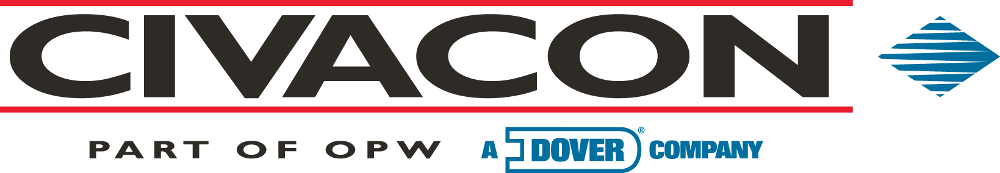 CIVACON
PART OF OPW A DOVER® COMPANY